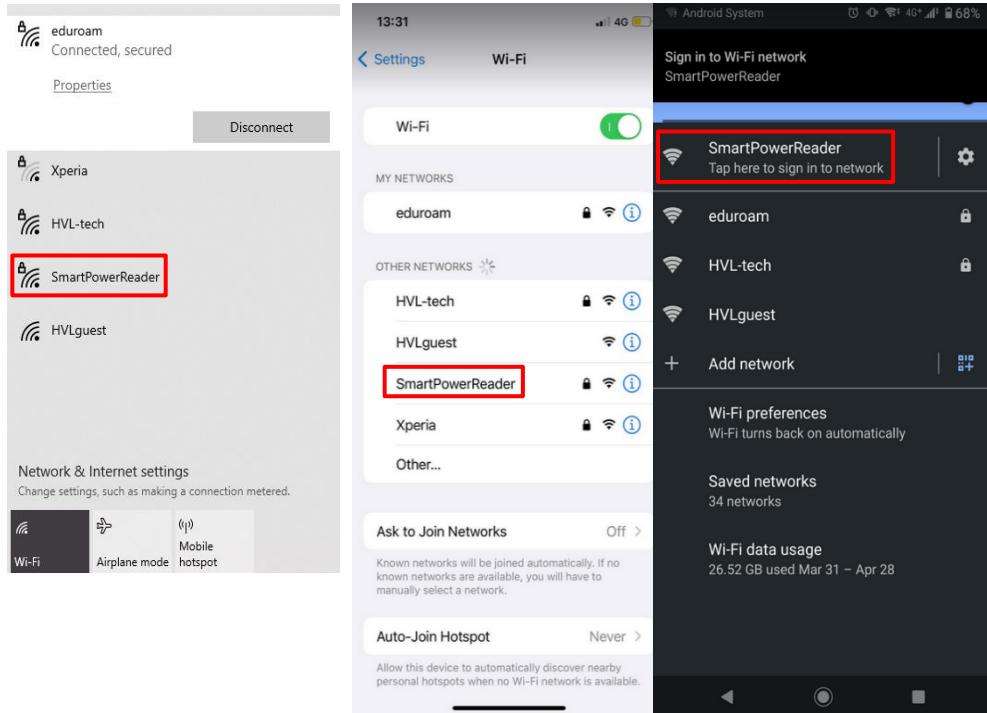 eduroam
Connected, secured
Properties
Disconnect
Xperia
HVL-tech
SmartPowerReader
HVLguest
Network & Internet settings
Change settings, such as making a connection metered.
Wi-Fi
Airplane mode
Mobile
hotspot
13:31
4G
Settings
Wi-Fi
Wi-Fi
MY NETWORKS
eduroam
OTHER NETWORKS
HVL-tech
HVLguest
SmartPowerReader
Xperia
Other...
Ask to Join Networks Off
Known networks will be joined automatically. If no
known networks are available, you will have to
manually select a network.
Auto-Join Hotspot Never
Allow this device to automatically discover nearby
personal hotspots when no Wi-Fi network is available.
Android System 4G+ 68%
Sign in to Wi-Fi network
SmartPowerReader
SmartPowerReader
Tap here to sign in to network
eduroam
HVL-tech
HVLguest
Add network
Wi-Fi preferences
Wi-Fi turns back on automatically
Saved networks
34 networks
Wi-Fi data usage
26.52 GB used Mar 31 – Apr 28